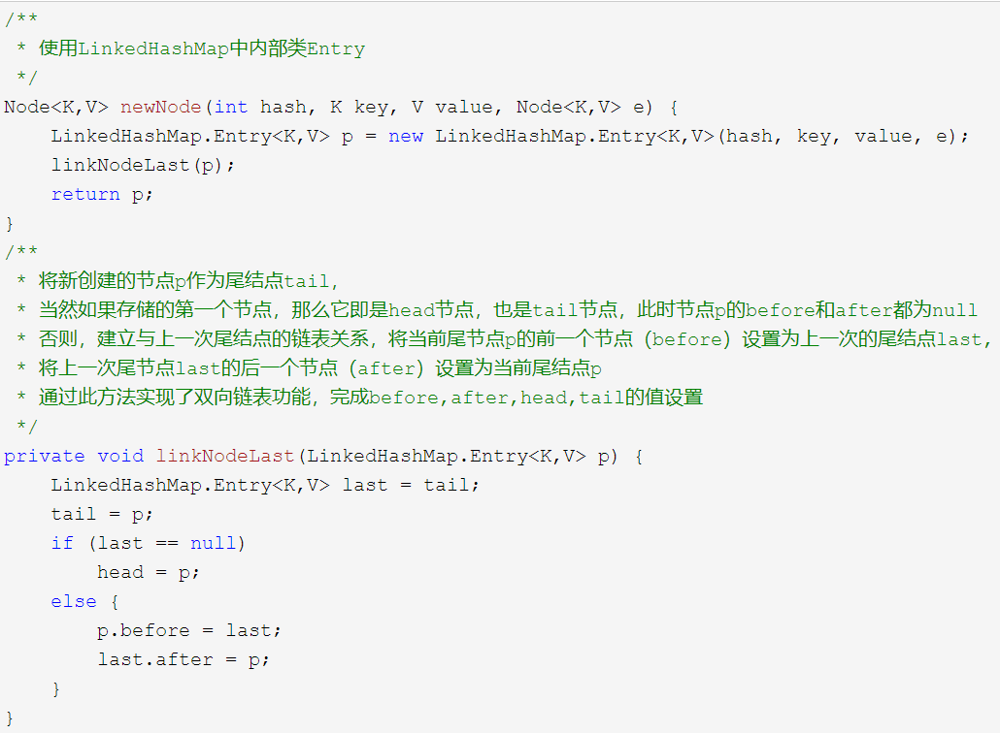 /**
 * 使用LinkedHashMap中内部类Entry
 */
Node<K,V> newNode(int hash, K key, V value, Node<K,V> e) {
    LinkedHashMap.Entry<K,V> p = new LinkedHashMap.Entry<K,V>(hash, key, value, e);
    linkNodeLast(p);
    return p;
}
/**
 * 将新创建的节点p作为尾结点tail,
 * 当然如果存储的第一个节点，那么它即是head节点，也是tail节点，此时节点p的before和after都为null
 * 否则，建立与上一次尾结点的链表关系，将当前尾节点p的前一个节点（before）设置为上一次的尾结点last,
 * 将上一次尾节点last的后一个节点（after）设置为当前尾结点p
 * 通过此方法实现了双向链表功能，完成before,after,head,tail的值设置
 */
private void linkNodeLast(LinkedHashMap.Entry<K,V> p) {
    LinkedHashMap.Entry<K,V> last = tail;
    tail = p;
    if (last == null)
        head = p;
    else {
        p.before = last;
        last.after = p;
    }
}